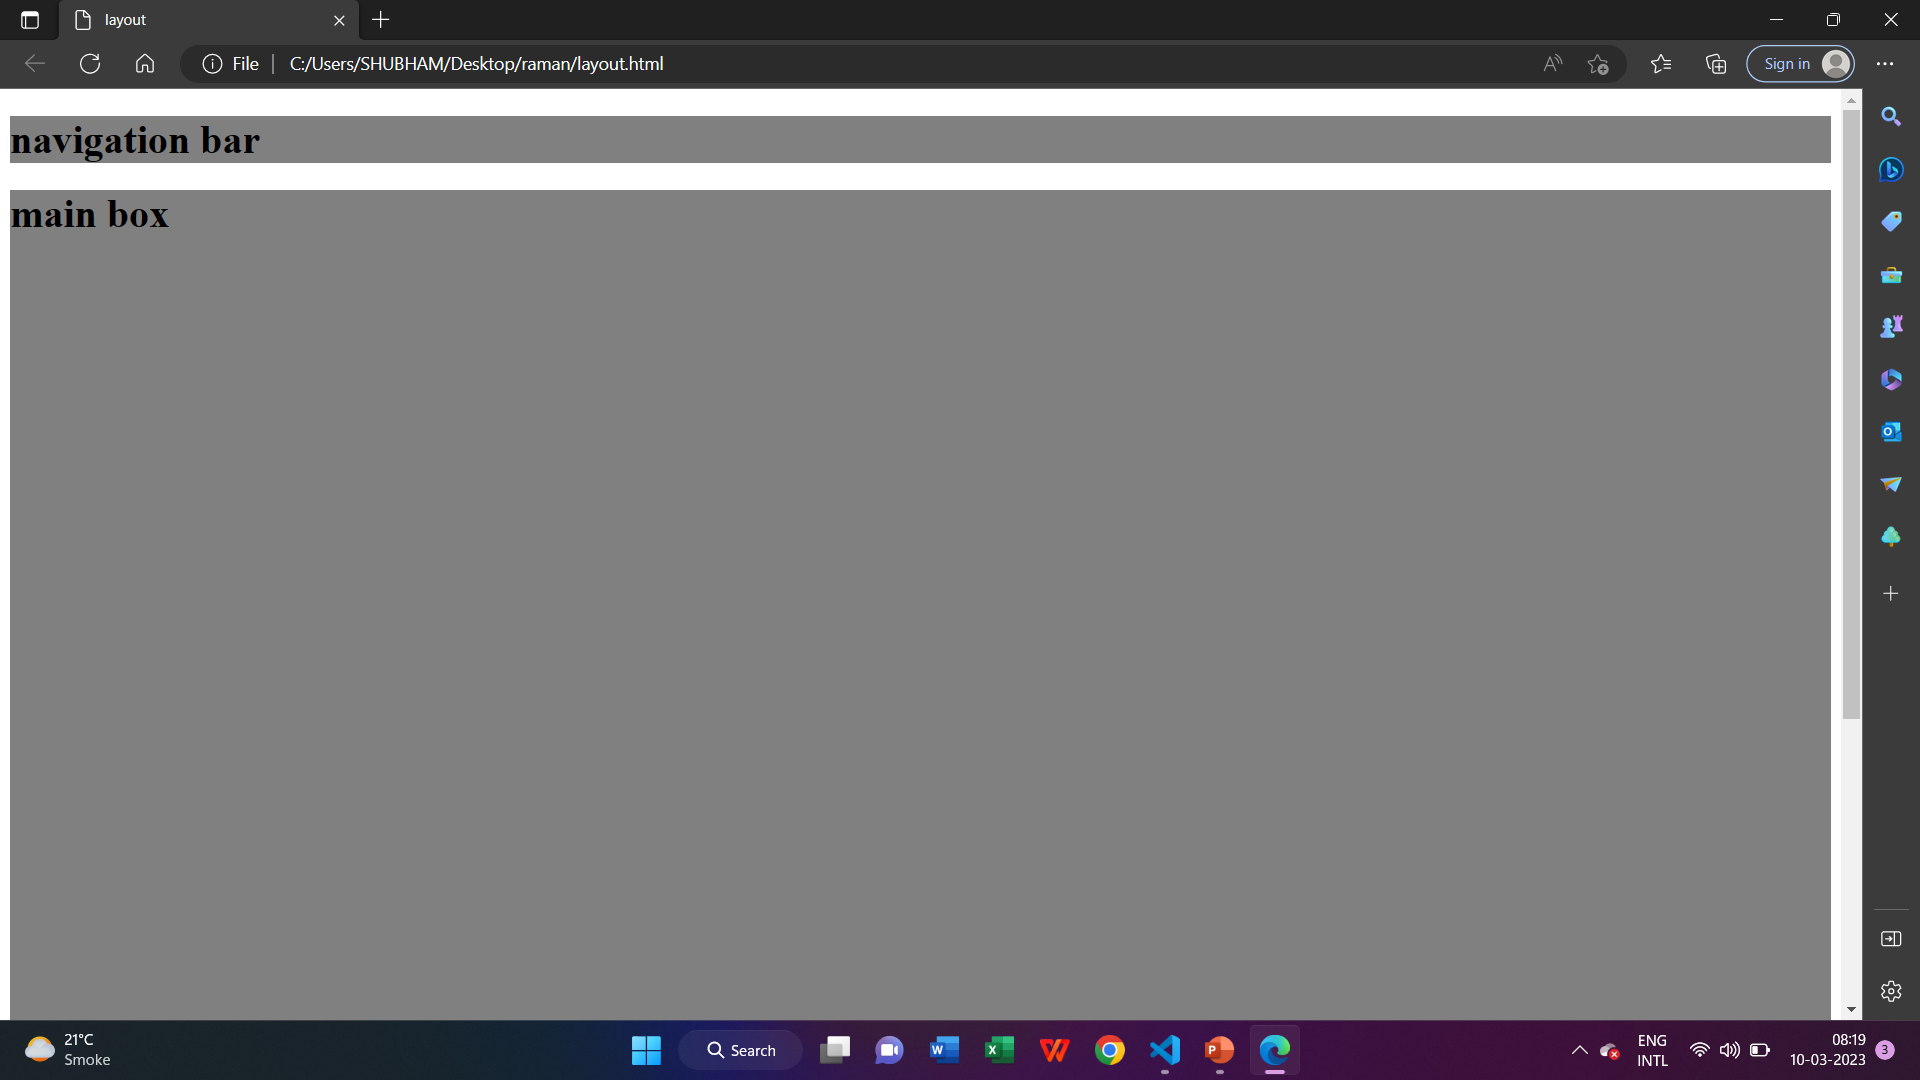 layout
File
C:/Users/SHUBHAM/Desktop/raman/layout.html
Sign in
navigation bar
main box
21°C
Smoke
Search
ENG
INTL
08:19
10-03-2023
3